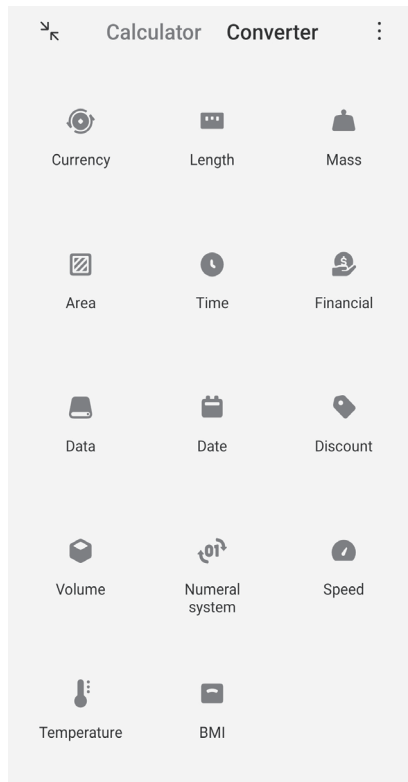 Calculator Converter
Currency Length Mass
Area Time Financial
Data Date Discount
Volume Numeral Speed
system
Temperature BMI